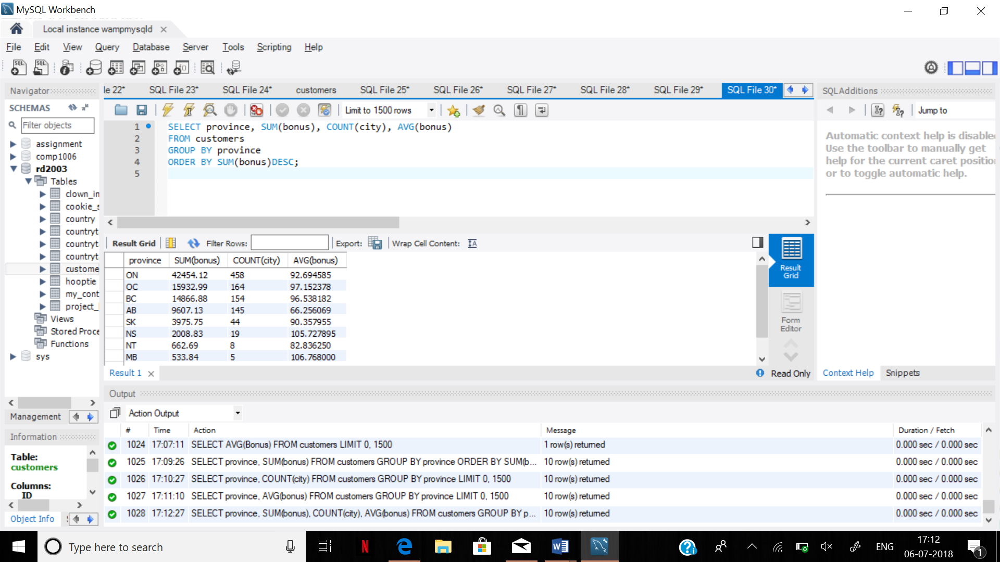 MySQL Workbench
Local instance wampmysqld
File Edit View Query Database Server Tools Scripting Help
Navigator
SCHEMAS
Filter objects
assignment
comp1006
rd2003
Tables
clown_in
cookie_s
country
countryt
countryt
countryt
custome
hooptie
my_cont
project_
Views
Stored Proce
Functions
sys
Management
Information
Table:
customers
Columns:
ID
Object Info
le 22* SQL File 23* SQL File 24* customers SQL File 25* SQL File 26* SQL File 27* SQL File 28* SQL File 29* SQL File 30*
Limit to 1500 rows
1 SELECT province, SUM(bonus), COUNT(city), AVG(bonus)
2 FROM customers
3 GROUP BY province
4 ORDER BY SUM(bonus)DESC;
5
Result Grid Filter Rows: Export: Wrap Cell Content:
province SUM(bonus) COUNT(city) AVG(bonus)
ON 42454.12 458 92.694585
OC 15932.99 164 97.152378
BC 14866.88 154 96.538182
AB 9607.13 145 66.256069
SK 3975.75 44 90.357955
NS 2008.83 19 105.727895
NT 662.69 8 82.836250
MB 533.84 5 106.768000
Result Grid
Form Editor
Result 1
Read Only
SQLAdditions
Jump to
Automatic context help is disable
Use the toolbar to manually get
help for the current caret positio
or to toggle automatic help.
Context Help Snippets
Output
Action Output
# Time Action Message Duration / Fetch
1024 17:07:11 SELECT AVG(Bonus) FROM customers LIMIT 0, 1500 1 row(s) returned 0.000 sec / 0.000 sec
1025 17:09:26 SELECT province, SUM(bonus) FROM customers GROUP BY province ORDER BY SUM(b... 10 row(s) returned 0.000 sec / 0.000 sec
1026 17:10:27 SELECT province, COUNT(city) FROM customers GROUP BY province LIMIT 0, 1500 10 row(s) returned 0.000 sec / 0.000 sec
1027 17:11:10 SELECT province, AVG(bonus) FROM customers GROUP BY province LIMIT 0, 1500 10 row(s) returned 0.000 sec / 0.000 sec
1028 17:12:27 SELECT province, SUM(bonus), COUNT(city), AVG(bonus) FROM customers GROUP BY p... 10 row(s) returned 0.000 sec / 0.000 sec
Type here to search
ENG
17:12
06-07-2018
1